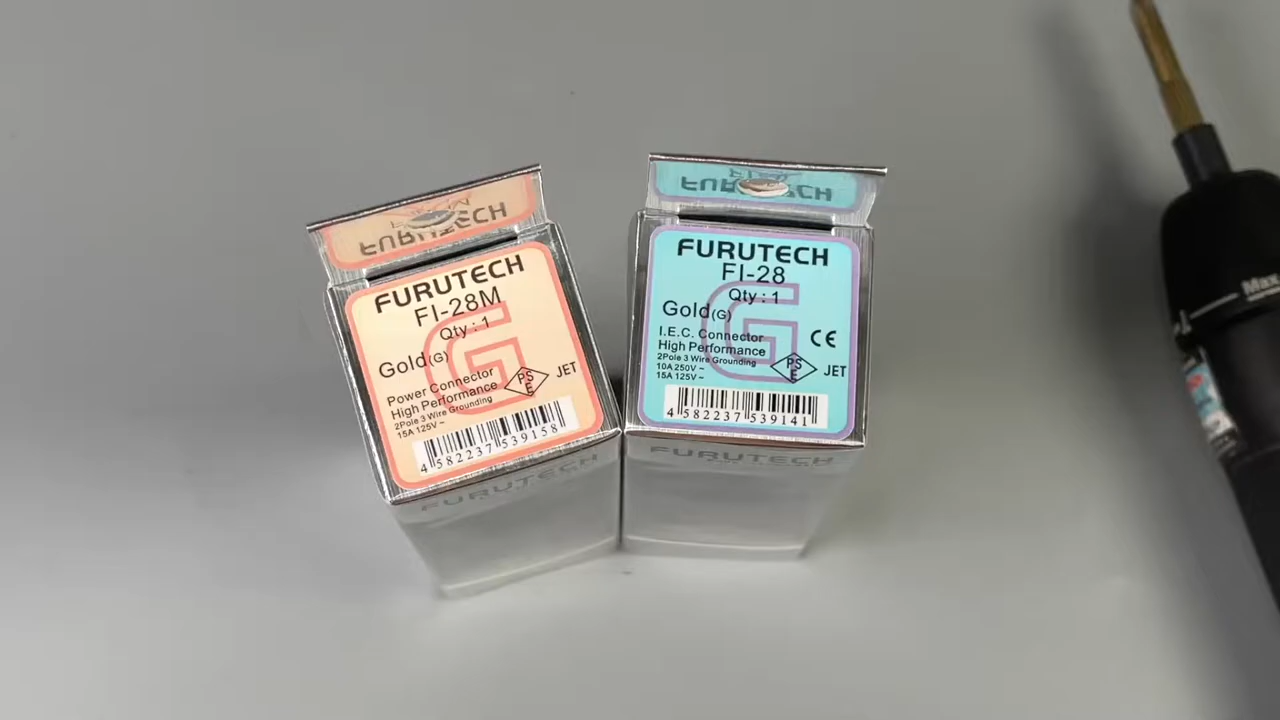 FURUTECH
FURUTECH
FI-28M
Qty : 1
Gold(G)
G
Power Connector
High Performance
2Pole 3 Wire Grounding
15A 125V ~
PS
E
JET
4 582237 539158
FURUTECH
FURUTECH
FURUTECH
FI-28
Qty : 1
Gold(G)
G
I.E.C. Connector
High Performance
2Pole 3 Wire Grounding
10A 250V ~
15A 125V ~
CE
PS
E
JET
4 582237 539141
FURUTECH
Max